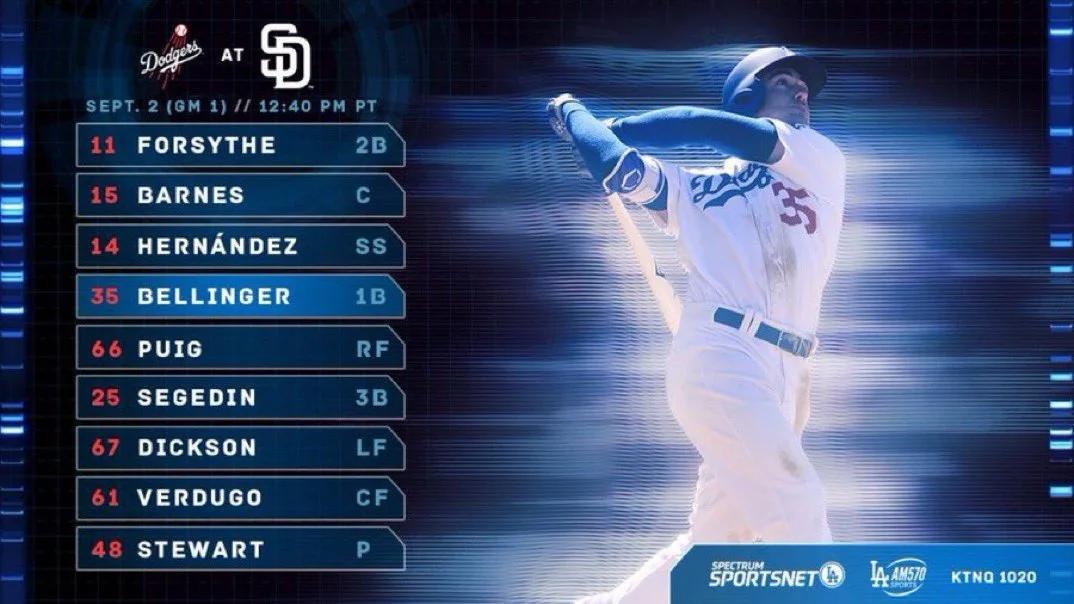 Dodgers AT SD
SEPT. 2 (GM 1) // 12:40 PM PT
11 FORSYTHE 2B
15 BARNES C
14 HERNÁNDEZ SS
35 BELLINGER 1B
66 PUIG RF
25 SEGEDIN 3B
67 DICKSON LF
61 VERDUGO CF
48 STEWART P
Dodgers
35
SPECTRUM
SPORTSNET LA
LA AM570
SPORTS
KTNQ 1020